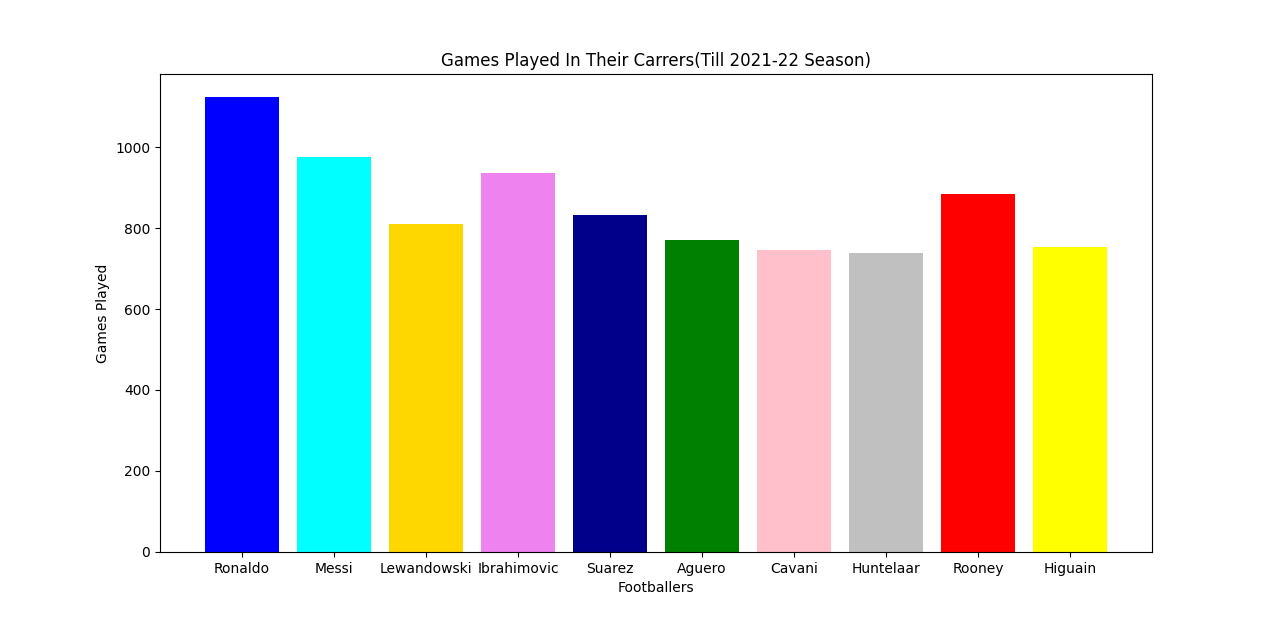 Games Played In Their Carrers(Till 2021-22 Season)
Games Played
1000
800
600
400
200
0
Ronaldo Messi Lewandowski Ibrahimovic Suarez Aguero Cavani Huntelaar Rooney Higuain
Footballers